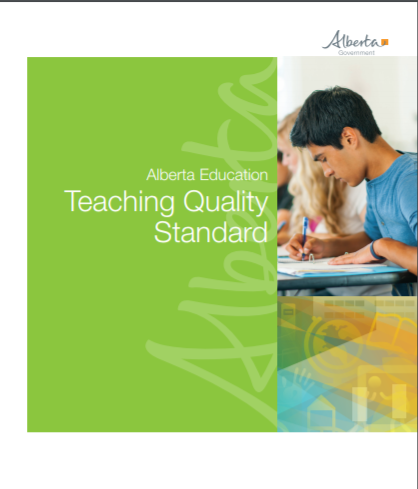 Alberta
Government
Alberta Education
Teaching Quality
Standard
Alberta